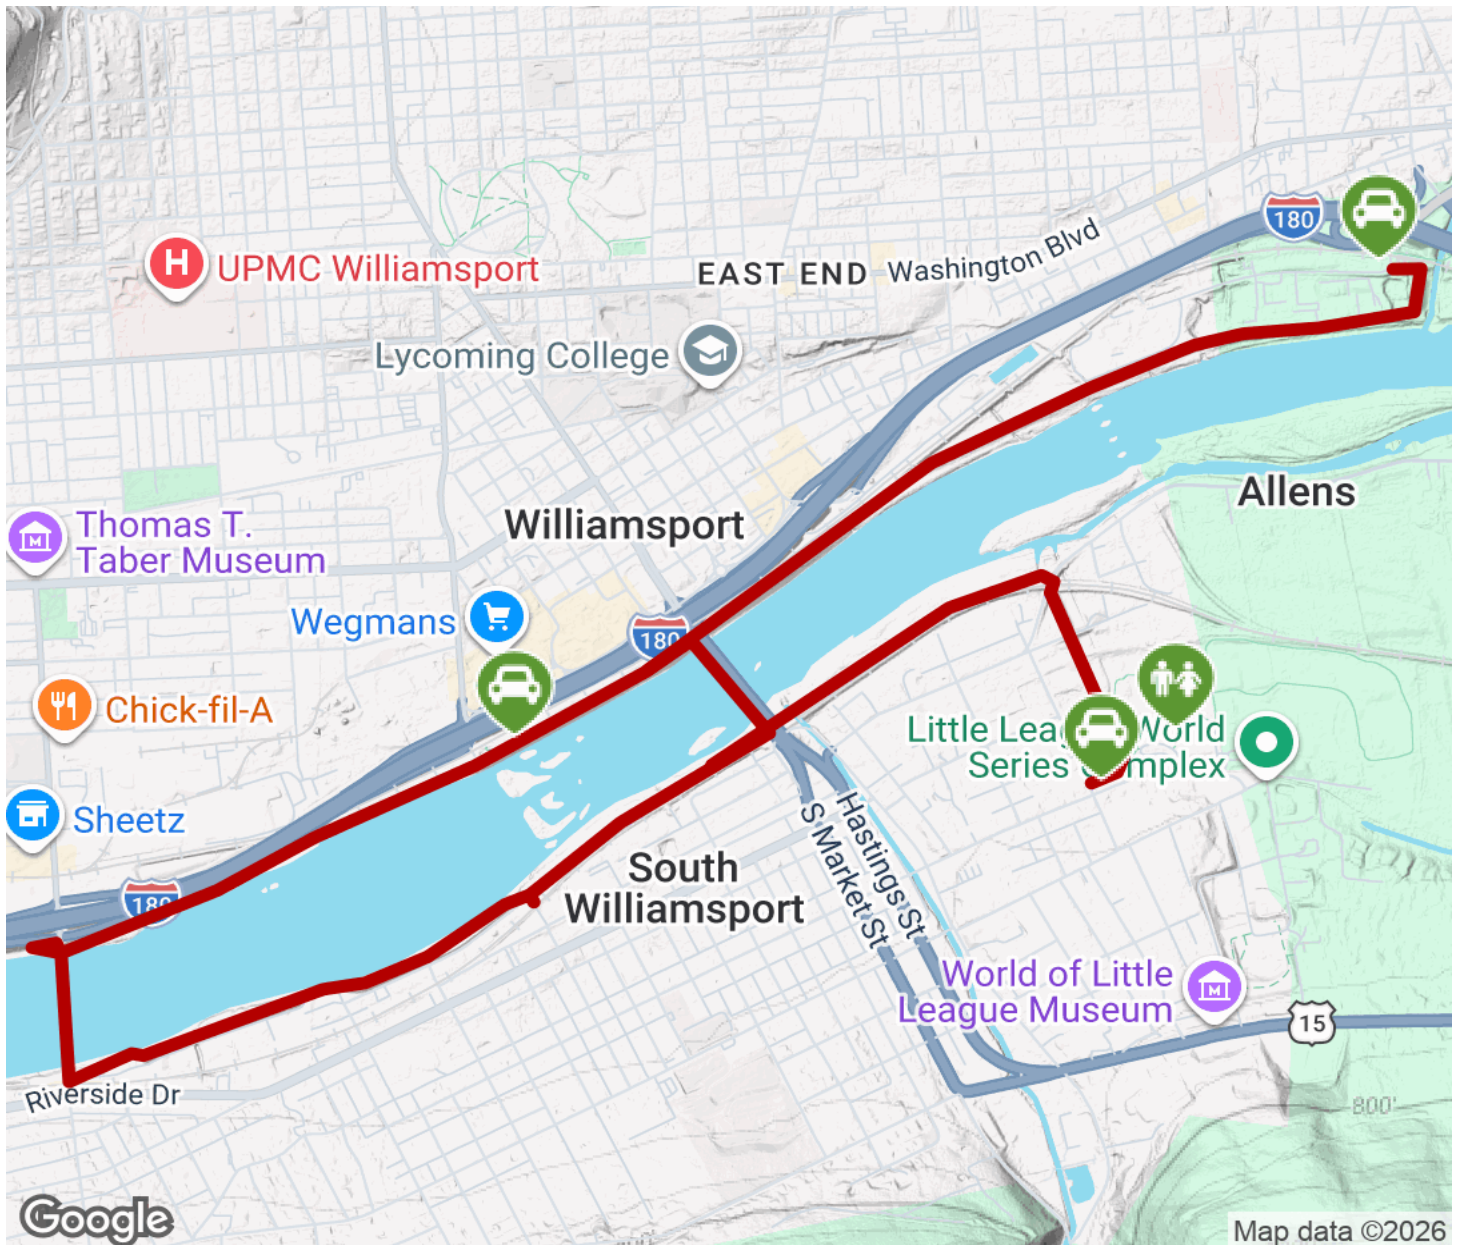 180
EAST END
Washington Blvd
H
UPMC Williamsport
Lycoming College
Allens
Thomas T.
Taber Museum
M
Williamsport
Wegmans
180
Chick-fil-A
Little Lea World
Series mplex
Sheetz
S Market St
Hastings St
South
Williamsport
180
World of Little
League Museum
M
15
Riverside Dr
800'
Google
Map data ©2026